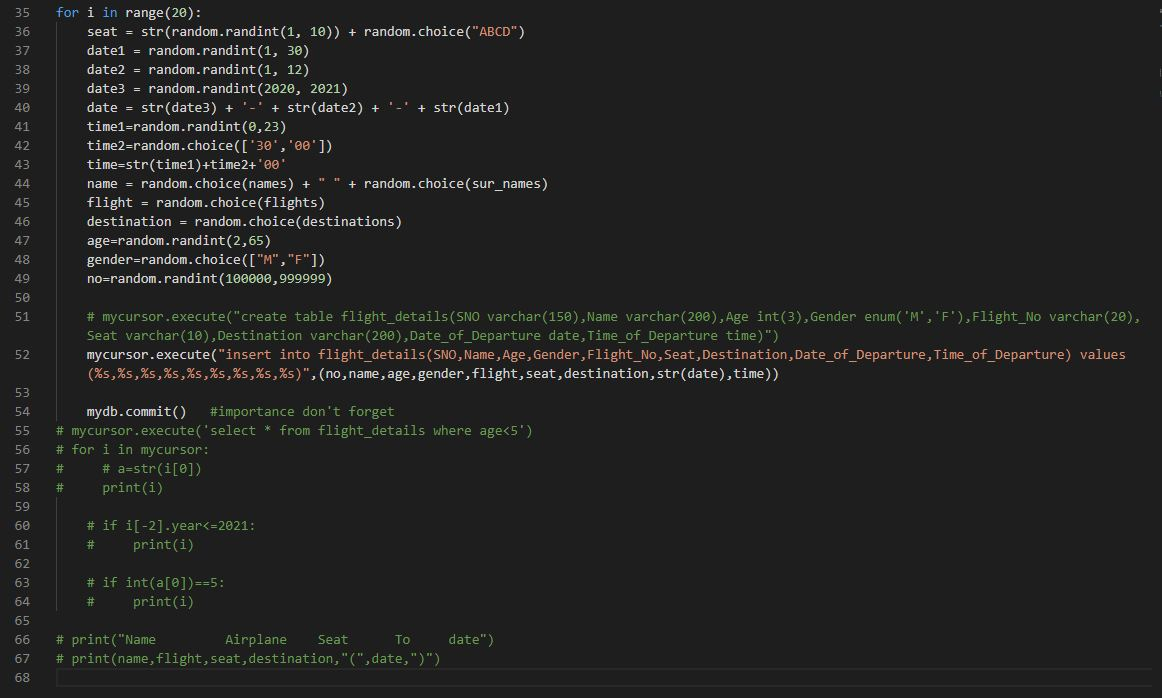 35 for i in range(20):
36     seat = str(random.randint(1, 10)) + random.choice("ABCD")
37     date1 = random.randint(1, 30)
38     date2 = random.randint(1, 12)
39     date3 = random.randint(2020, 2021)
40     date = str(date3) + '-' + str(date2) + '-' + str(date1)
41     time1=random.randint(0,23)
42     time2=random.choice(['30','00'])
43     time=str(time1)+time2+'00'
44     name = random.choice(names) + " " + random.choice(sur_names)
45     flight = random.choice(flights)
46     destination = random.choice(destinations)
47     age=random.randint(2,65)
48     gender=random.choice(["M","F"])
49     no=random.randint(100000,999999)
50
51     # mycursor.execute("create table flight_details(SNO varchar(150),Name varchar(200),Age int(3),Gender enum('M','F'),Flight_No varchar(20),
Seat varchar(10),Destination varchar(200),Date_of_Departure date,Time_of_Departure time)")
52     mycursor.execute("insert into flight_details(SNO,Name,Age,Gender,Flight_No,Seat,Destination,Date_of_Departure,Time_of_Departure) values
(%s,%s,%s,%s,%s,%s,%s,%s,%s)",(no,name,age,gender,flight,seat,destination,str(date),time))
53
54     mydb.commit()   #importance don't forget
55 # mycursor.execute('select * from flight_details where age<5')
56 # for i in mycursor:
57 #     # a=str(i[0])
58 #     print(i)
59
60     # if i[-2].year<=2021:
61     #     print(i)
62
63     # if int(a[0])==5:
64     #     print(i)
65
66 # print("Name         Airplane    Seat      To     date")
67 # print(name,flight,seat,destination,"(",date,")")
68